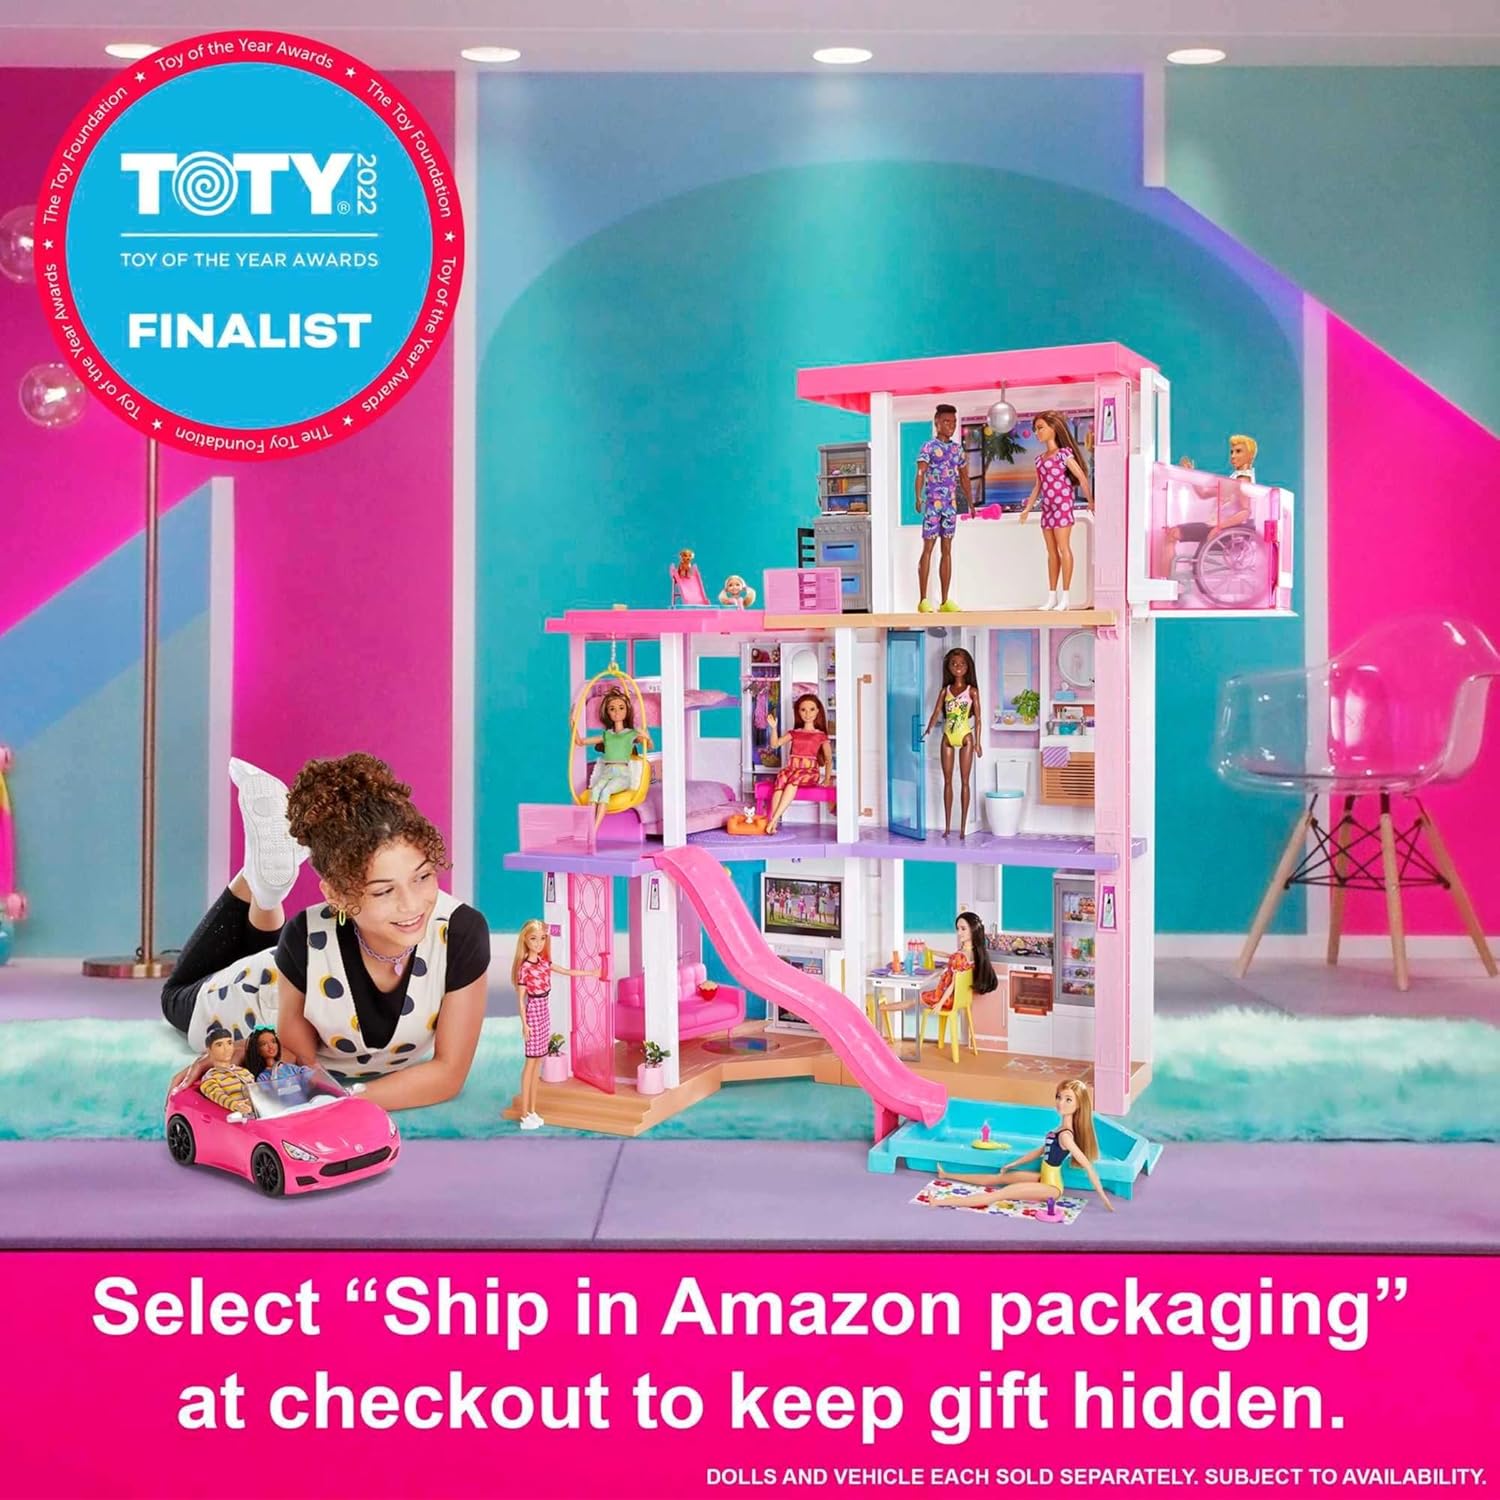 Toy of the Year Awards ★ The Toy Foundation ★ Toy of the Year Awards ★ The Toy Foundation ★ Toy of the Year Awards ★ The Toy Foundation ★
TOTY® 2022
TOY OF THE YEAR AWARDS
FINALIST
Select “Ship in Amazon packaging”
at checkout to keep gift hidden.
DOLLS AND VEHICLE EACH SOLD SEPARATELY. SUBJECT TO AVAILABILITY.